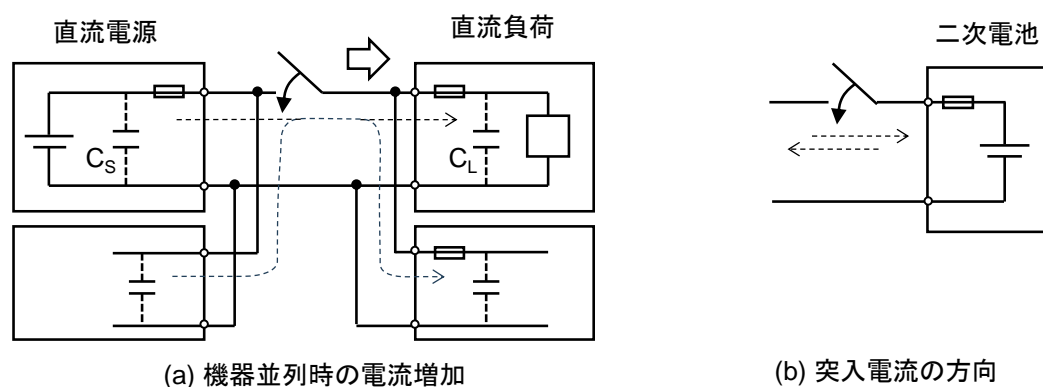 直流電源
直流負荷
二次電池
CS
CL
(a) 機器並列時の電流増加
(b) 突入電流の方向